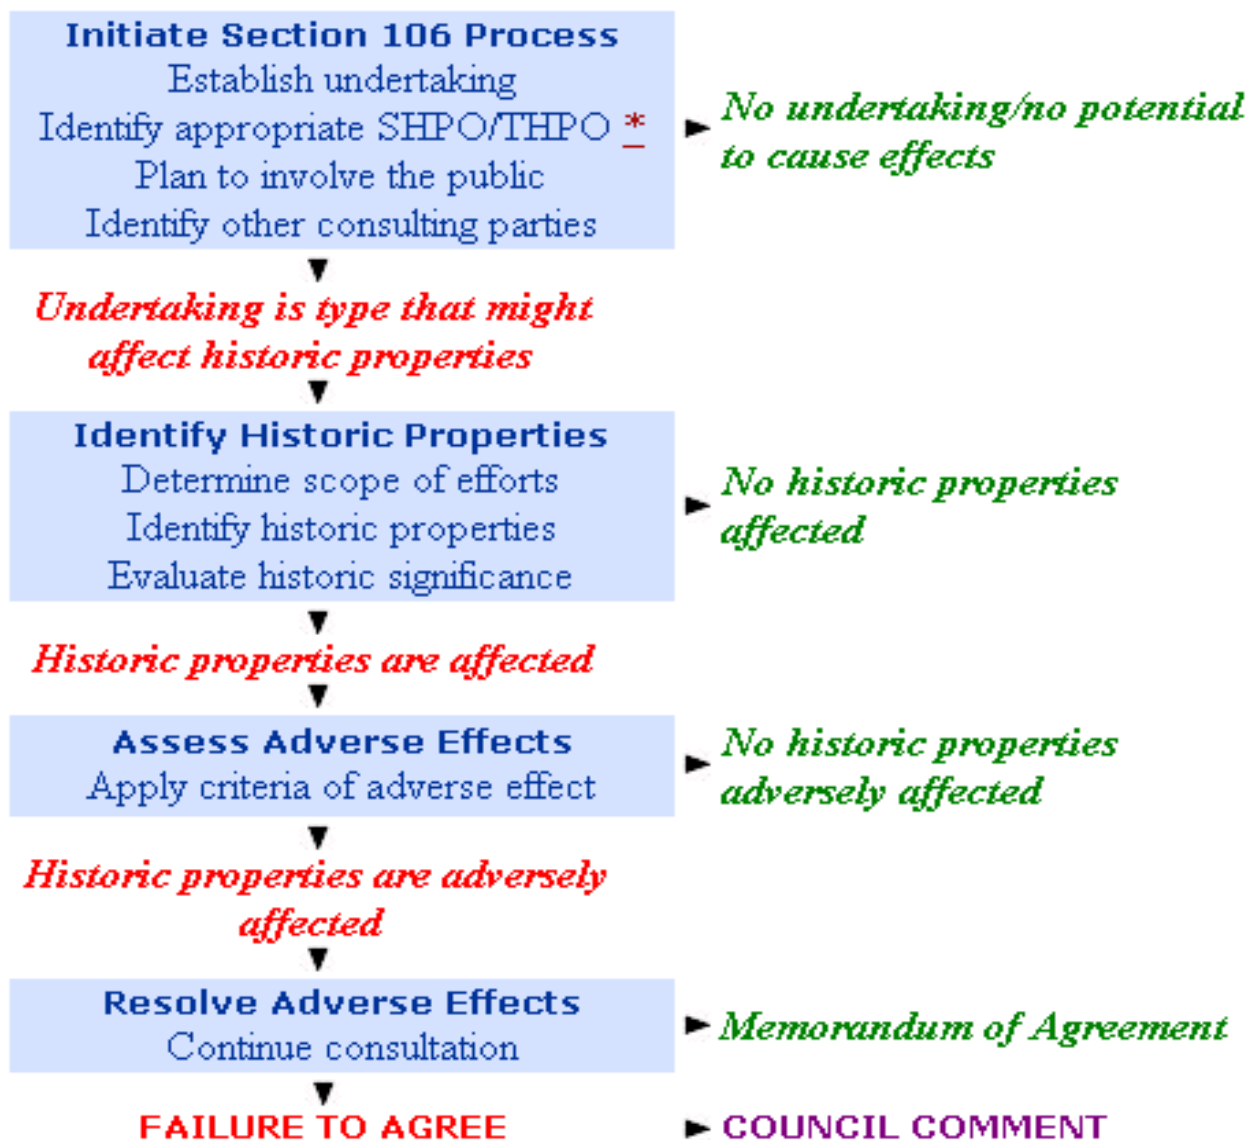 Initiate Section 106 Process
Establish undertaking
Identify appropriate SHPO/THPO *
Plan to involve the public
Identify other consulting parties
No undertaking/no potential
to cause effects
Undertaking is type that might
affect historic properties
Identify Historic Properties
Determine scope of efforts
Identify historic properties
Evaluate historic significance
No historic properties
affected
Historic properties are affected
Assess Adverse Effects
Apply criteria of adverse effect
No historic properties
adversely affected
Historic properties are adversely
affected
Resolve Adverse Effects
Continue consultation
Memorandum of Agreement
FAILURE TO AGREE
COUNCIL COMMENT